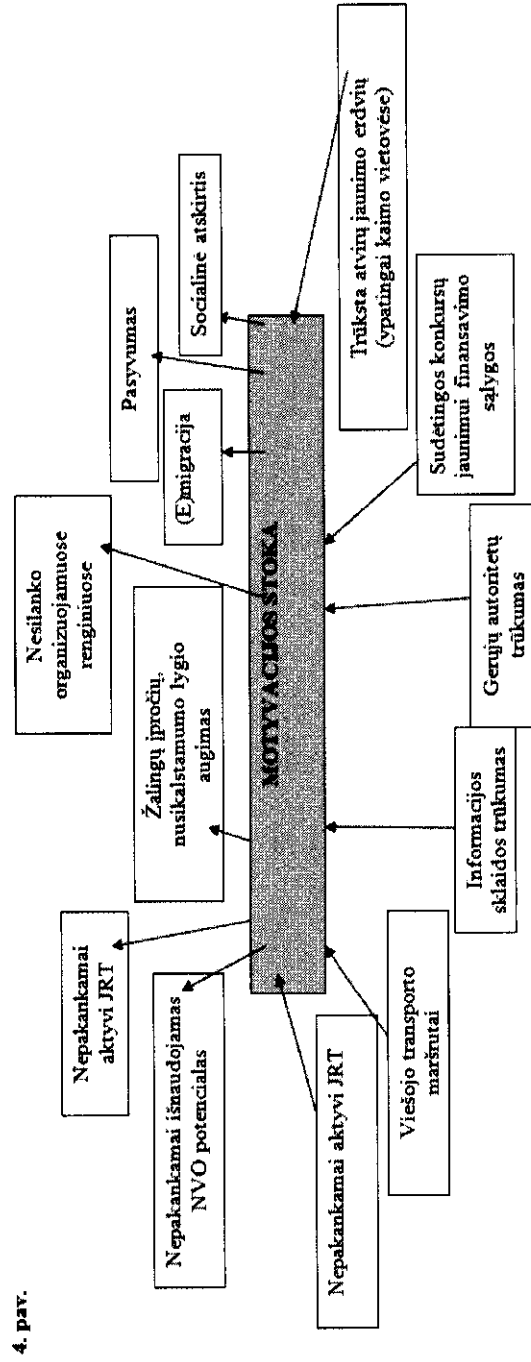 4. pav.
Nepakankamai
aktyvi JRT
Nepakankamai išnaudojamas
NVO potencialas
Žalingų įpročių,
nusikalstamumo lygio
augimas
Nesilanko
organizuojamuose
renginiuose
(E)migracija
Pasyvumas
Socialinė atskirtis
MOTYVACIJOS STOKA
Nepakankamai aktyvi JRT
Viešojo transporto
maršrutai
Informacijos
sklaidos trūkumas
Gerųjų autoritetų
trūkumas
Sudėtingos konkursų
jaunimui finansavimo
sąlygos
Trūksta atvirų jaunimo erdvių
(ypatingai kaimo vietovėse)